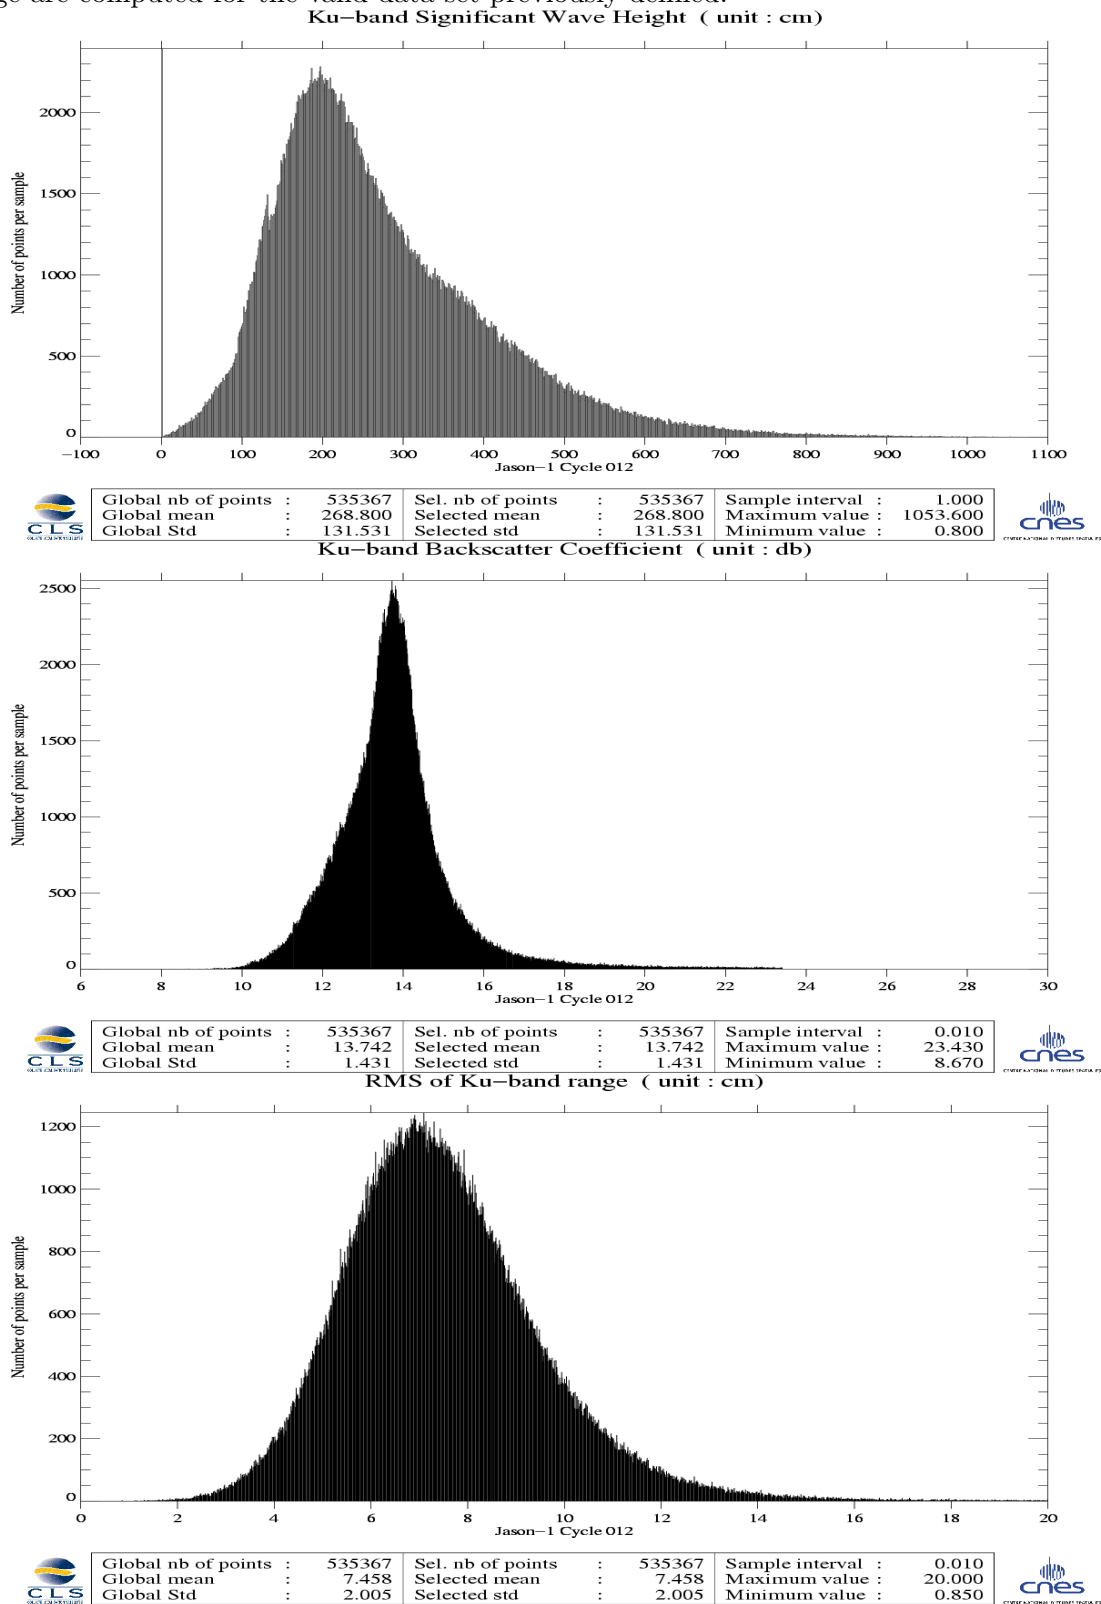 ge are computed for the valid data set previously defined.
Ku-band Significant Wave Height ( unit : cm)
Number of points per sample
2000
1500
1000
500
0
-100 0 100 200 300 400 500 600 700 800 900 1000 1100
Jason-1 Cycle 012
CLS
Global nb of points : 535367 Sel. nb of points : 535367 Sample interval : 1.000
Global mean : 268.800 Selected mean : 268.800 Maximum value : 1053.600
Global Std : 131.531 Selected std : 131.531 Minimum value : 0.800
cnes
Ku-band Backscatter Coefficient ( unit : db)
Number of points per sample
2500
2000
1500
1000
500
0
6 8 10 12 14 16 18 20 22 24 26 28 30
Jason-1 Cycle 012
CLS
Global nb of points : 535367 Sel. nb of points : 535367 Sample interval : 0.010
Global mean : 13.742 Selected mean : 13.742 Maximum value : 23.430
Global Std : 1.431 Selected std : 1.431 Minimum value : 8.670
cnes
RMS of Ku-band range ( unit : cm)
Number of points per sample
1200
1000
800
600
400
200
0
0 2 4 6 8 10 12 14 16 18 20
Jason-1 Cycle 012
CLS
Global nb of points : 535367 Sel. nb of points : 535367 Sample interval : 0.010
Global mean : 7.458 Selected mean : 7.458 Maximum value : 20.000
Global Std : 2.005 Selected std : 2.005 Minimum value : 0.850
cnes